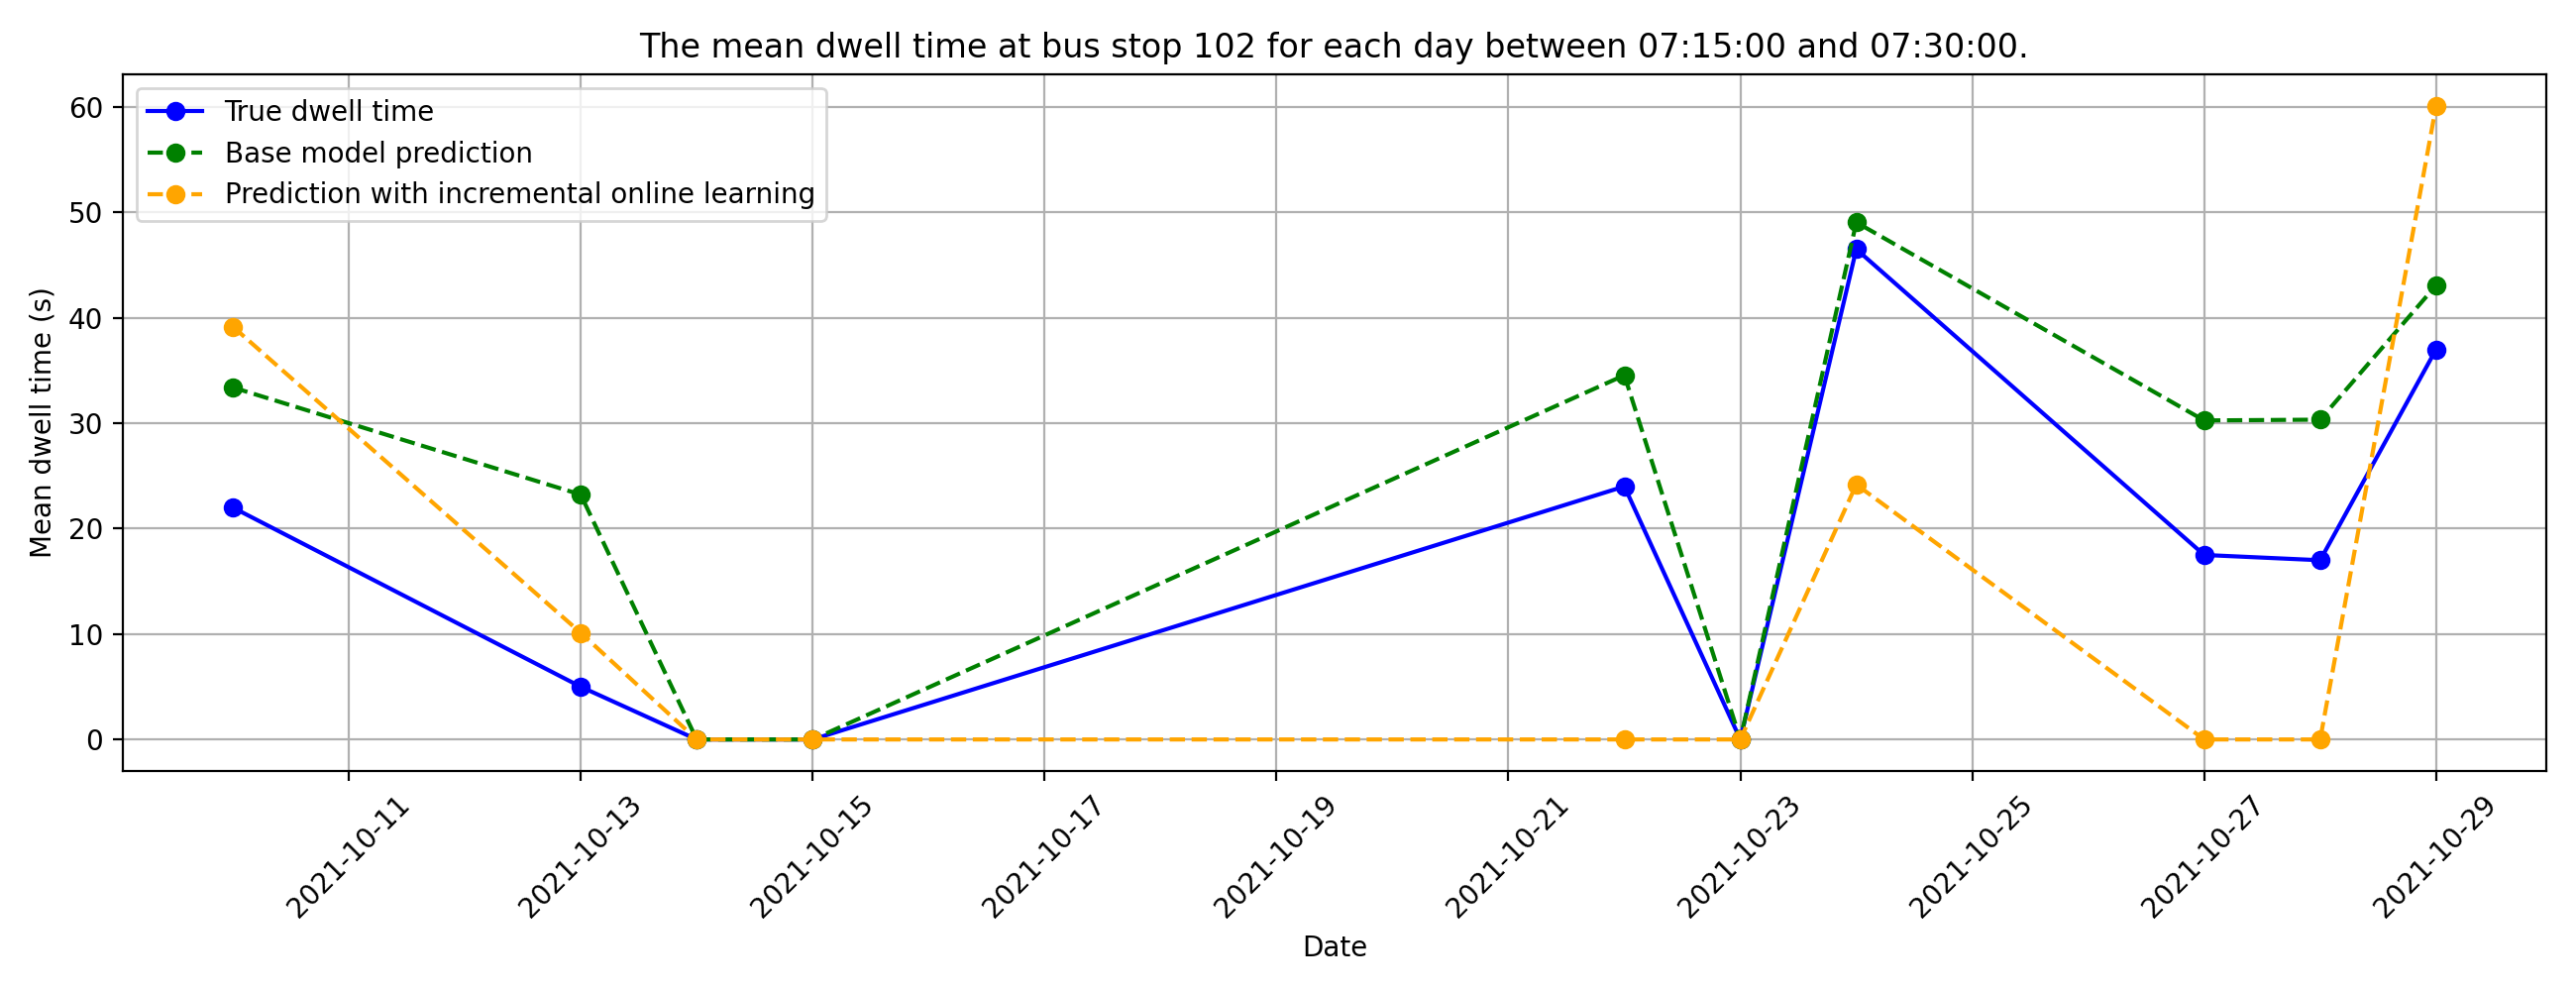 The mean dwell time at bus stop 102 for each day between 07:15:00 and 07:30:00.
True dwell time
Base model prediction
Prediction with incremental online learning
Mean dwell time (s)
60
50
40
30
20
10
0
2021-10-11
2021-10-13
2021-10-15
2021-10-17
2021-10-19
2021-10-21
2021-10-23
2021-10-25
2021-10-27
2021-10-29
Date